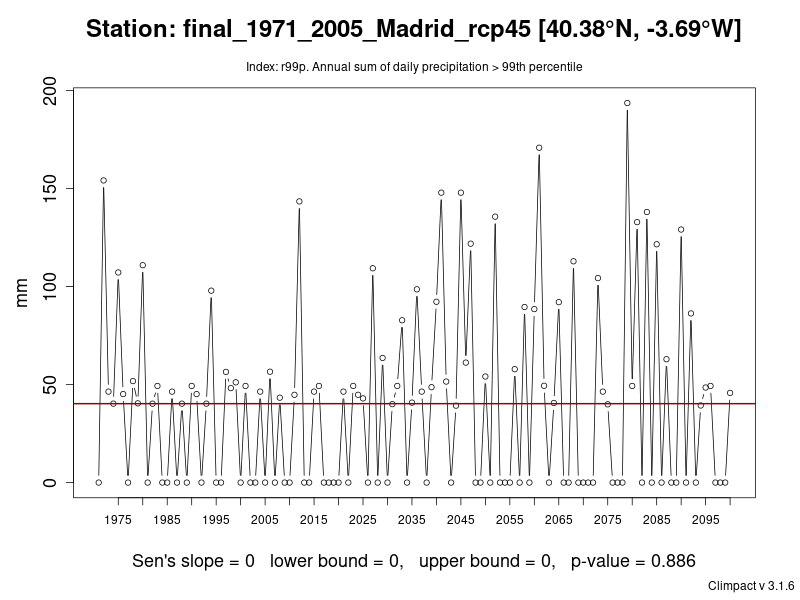 Station: final_1971_2005_Madrid_rcp45 [40.38°N, -3.69°W]
Index: r99p. Annual sum of daily precipitation > 99th percentile
200
150
100
50
0
mm
1975 1985 1995 2005 2015 2025 2035 2045 2055 2065 2075 2085 2095
Sen's slope = 0 lower bound = 0, upper bound = 0, p-value = 0.886
Climpact v 3.1.6